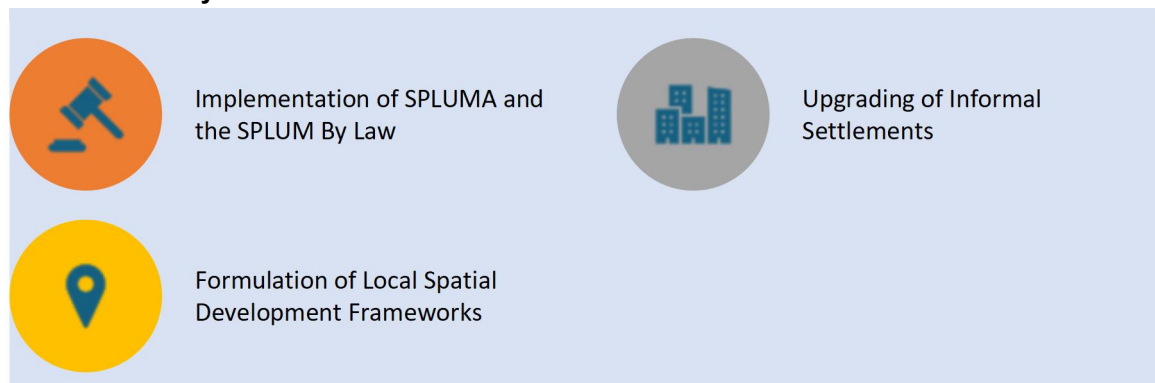 Implementation of SPLUMA and
the SPLUM By Law
Upgrading of Informal
Settlements
Formulation of Local Spatial
Development Frameworks